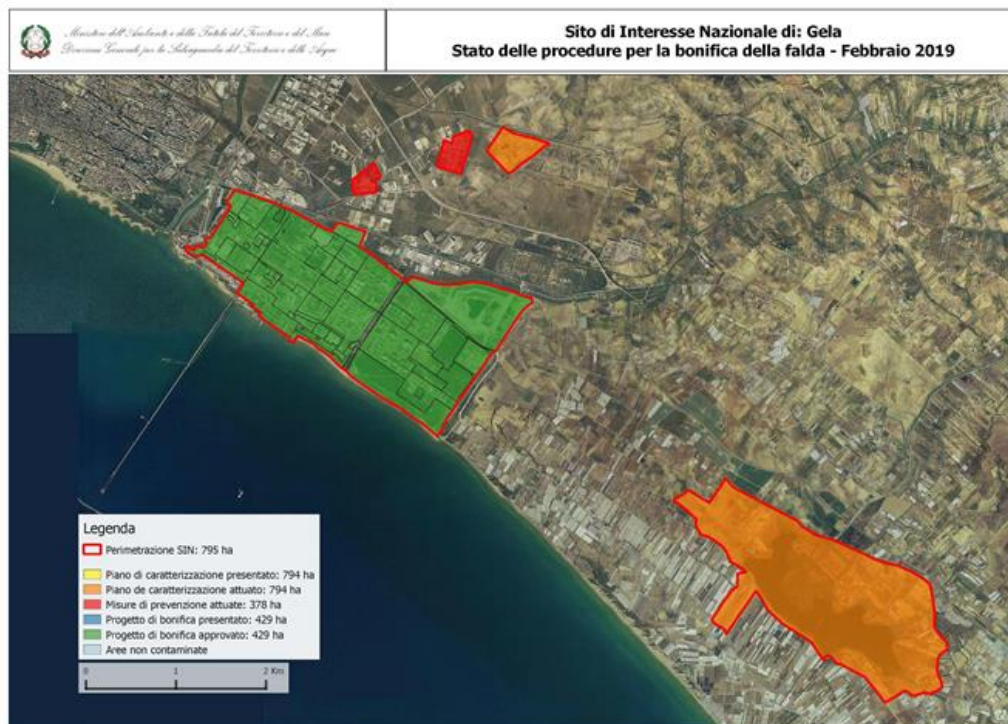 Ministero dell'Ambiente e della Tutela del Territorio e del Mare
Direzione Generale per la Salvaguardia del Territorio e delle Acque
Sito di Interesse Nazionale di: Gela
Stato delle procedure per la bonifica della falda - Febbraio 2019
Legenda
Perimetrazione SIN: 795 ha
Piano di caratterizzazione presentato: 794 ha
Piano de caratterizzazione attuato: 794 ha
Misure di prevenzione attuate: 378 ha
Progetto di bonifica presentato: 429 ha
Progetto di bonifica approvato: 429 ha
Aree non contaminate
0 1 2 Km